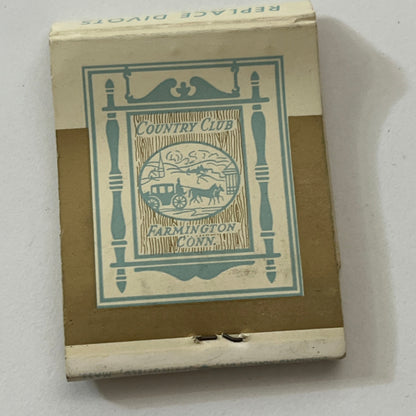 REPLACE DIVOTS
COUNTRY CLUB
FARMINGTON
CONN.